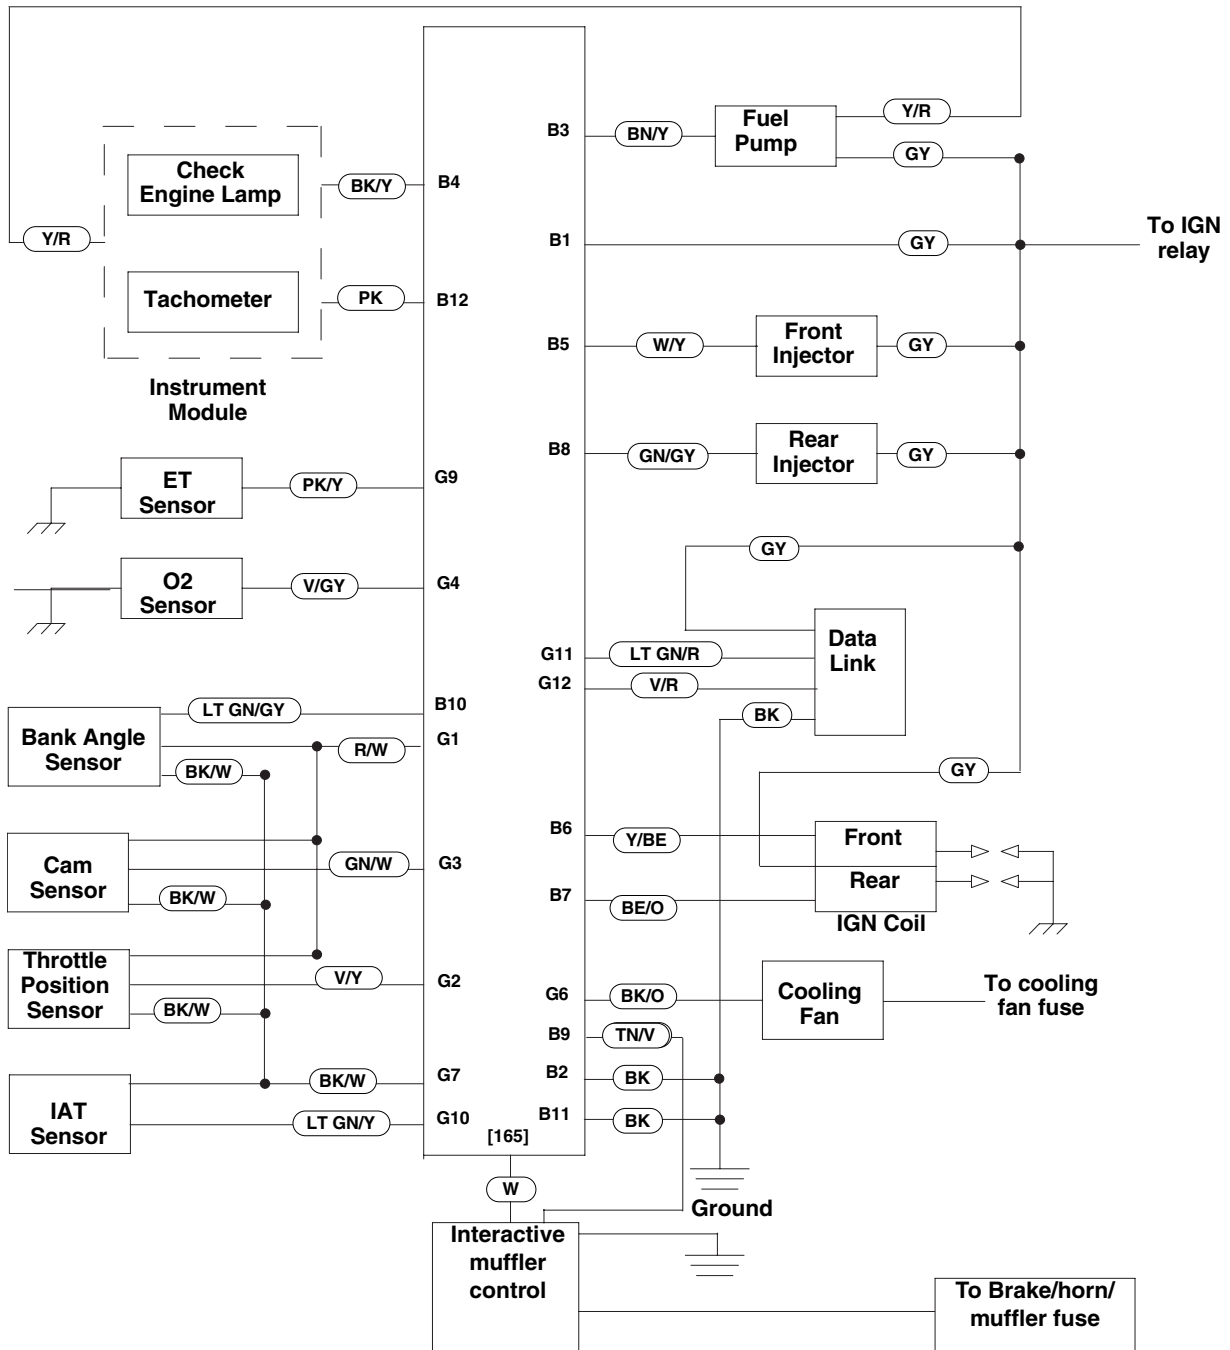 Y/R
Fuel
Pump
B3
BN/Y
GY
Check
Engine Lamp
BK/Y
B4
Y/R
B1
GY
To IGN
relay
Tachometer
PK
B12
B5
W/Y
Front
Injector
GY
Instrument
Module
B8
GN/GY
Rear
Injector
GY
ET
Sensor
PK/Y
G9
GY
O2
Sensor
V/GY
G4
Data
Link
G11
LT GN/R
G12
V/R
BK
LT GN/GY
B10
Bank Angle
Sensor
R/W
G1
BK/W
GY
B6
Y/BE
Front
Cam
Sensor
GN/W
G3
BK/W
B7
BE/O
Rear
IGN Coil
Throttle
Position
Sensor
V/Y
G2
BK/W
G6
BK/O
Cooling
Fan
To cooling
fan fuse
B9
TN/V
B2
BK
IAT
Sensor
BK/W
G7
LT GN/Y
G10
B11
BK
[165]
W
Ground
Interactive
muffler
control
To Brake/horn/
muffler fuse